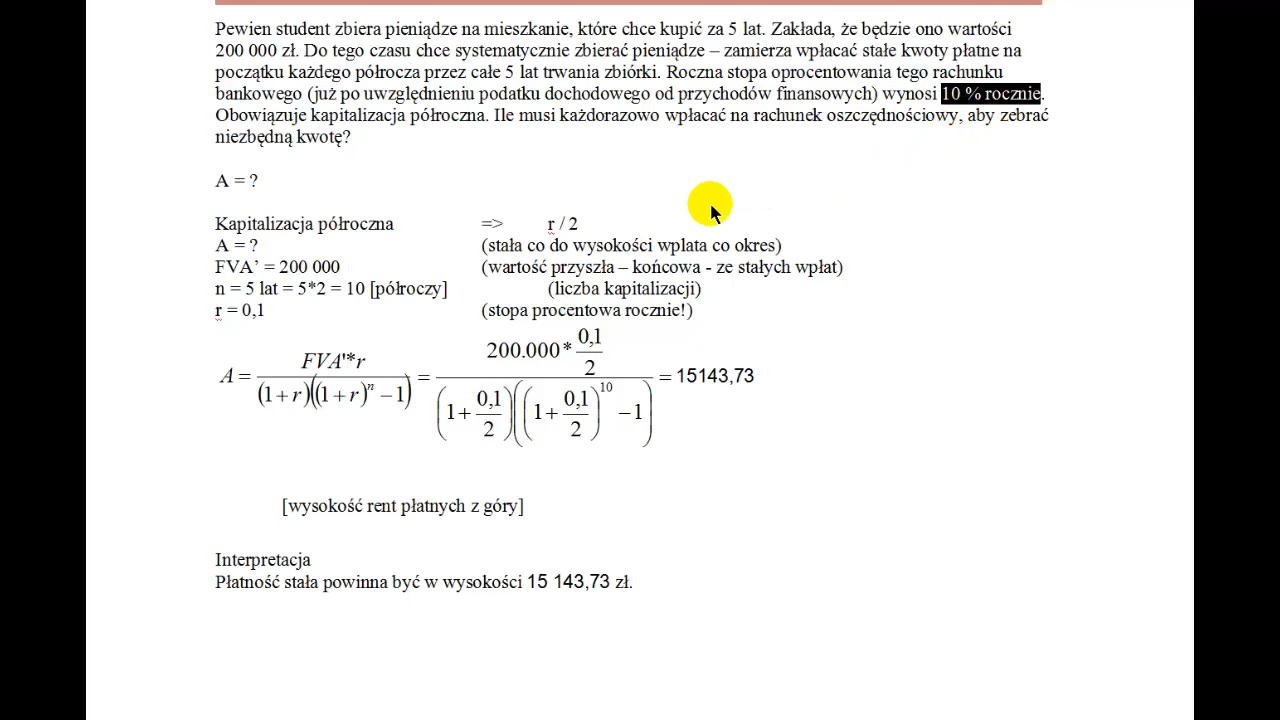 Pewien student zbiera pieniądze na mieszkanie, które chce kupić za 5 lat. Zakłada, że będzie ono wartości
200 000 zł. Do tego czasu chce systematycznie zbierać pieniądze – zamierza wpłacać stałe kwoty płatne na
początku każdego półrocza przez całe 5 lat trwania zbiórki. Roczna stopa oprocentowania tego rachunku
bankowego (już po uwzględnieniu podatku dochodowego od przychodów finansowych) wynosi 10 % rocznie.
Obowiązuje kapitalizacja półroczna. Ile musi każdorazowo wpłacać na rachunek oszczędnościowy, aby zebrać
niezbędną kwotę?
A = ?
Kapitalizacja półroczna => r / 2
A = ? (stała co do wysokości wplata co okres)
FVA’ = 200 000 (wartość przyszła – końcowa - ze stałych wpłat)
n = 5 lat = 5*2 = 10 [półroczy] (liczba kapitalizacji)
r = 0,1 (stopa procentowa rocznie!)
A = FVA'*r / (1+r)((1+r)^n −1) = 200.000* 0,1/2 / (1+ 0,1/2)((1+ 0,1/2)^10 −1) = 15143,73
[wysokość rent płatnych z góry]
Interpretacja
Płatność stała powinna być w wysokości 15 143,73 zł.